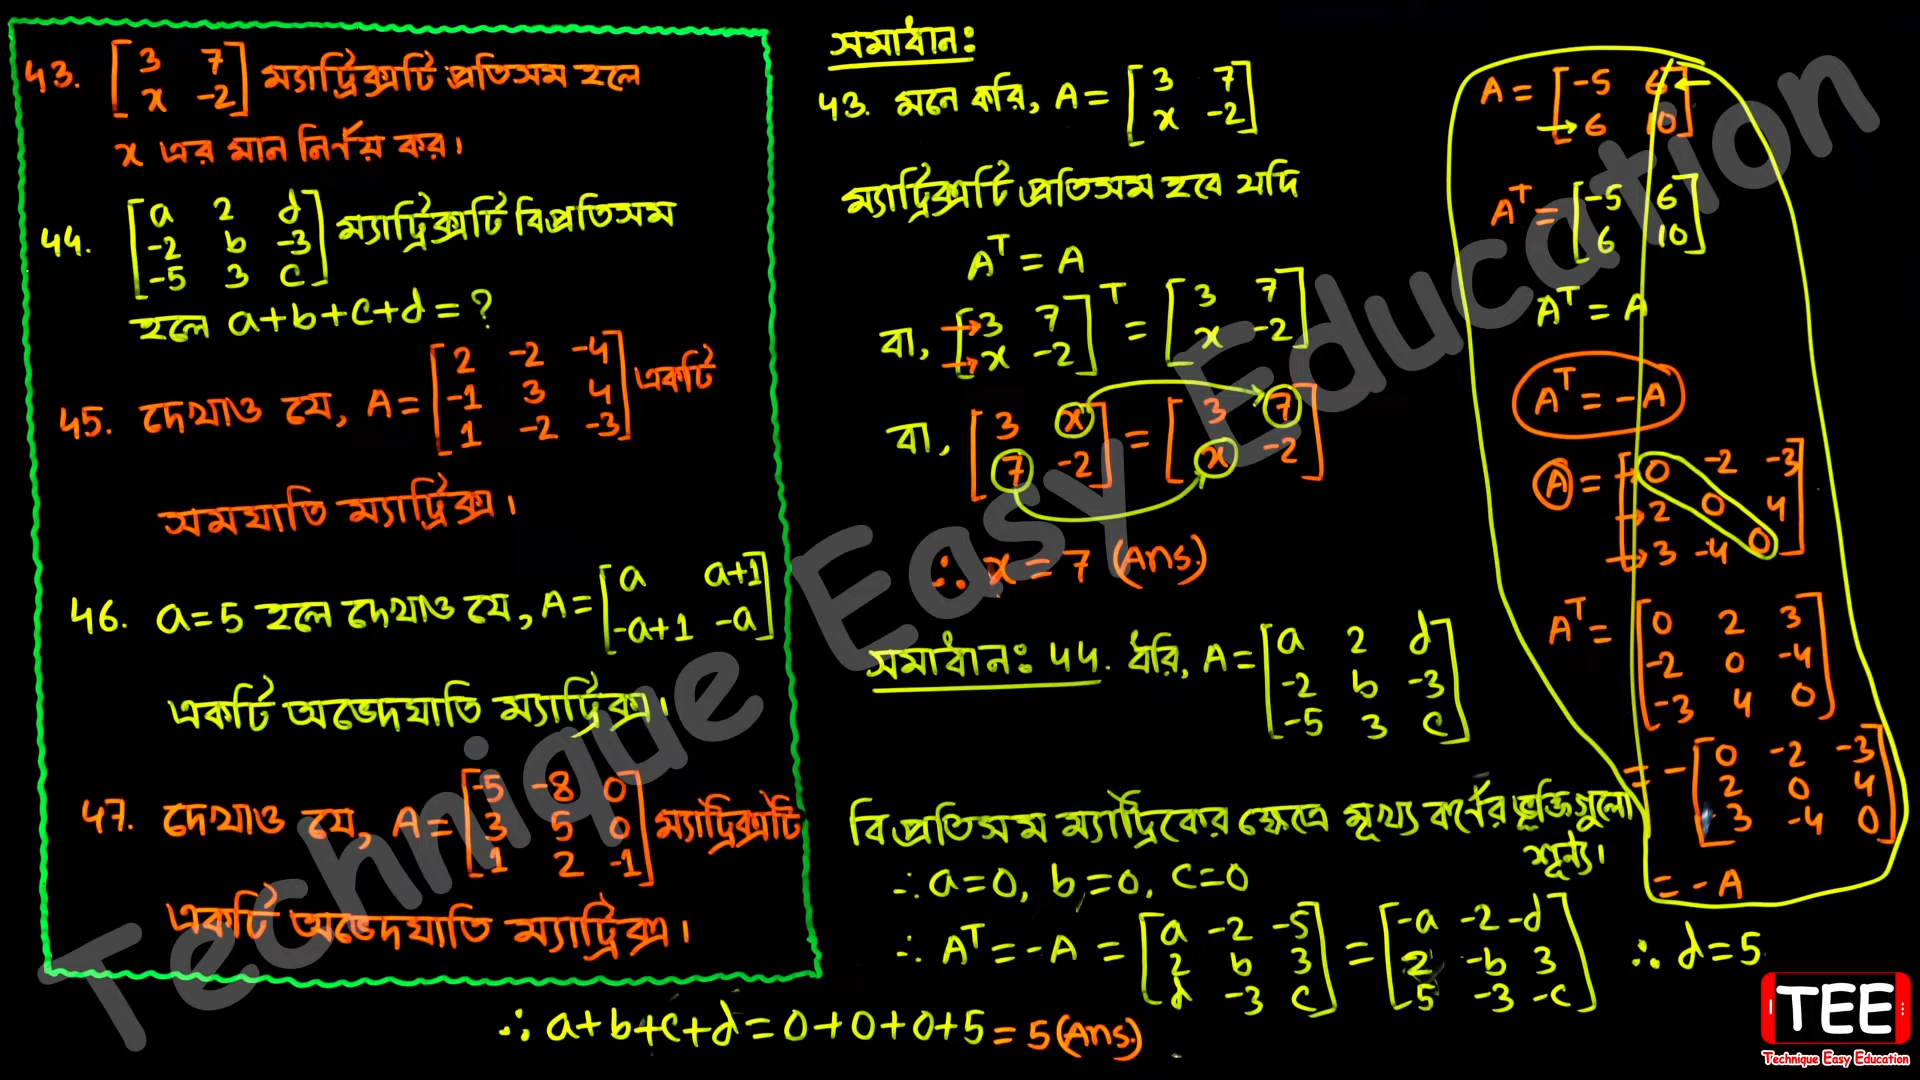 43. [3 7; x -2] ম্যাট্রিক্সটি প্রতিসম হলে
x এর মান নির্ণয় কর।
44. [a 2 d; -2 b -3; -5 3 c] ম্যাট্রিক্সটি বিপ্রতিসম
হলে a+b+c+d=?
45. দেখাও যে, A=[2 -2 -4; -1 3 4; 1 -2 -3] একটি
সমঘাতি ম্যাট্রিক্স।
46. a=5 হলে দেখাও যে, A=[a a+1; -a+1 -a]
একটি অভেদঘাতি ম্যাট্রিক্স।
47. দেখাও যে, A=[-5 -8 0; 3 5 0; 1 2 -1] ম্যাট্রিক্সটি
একটি অভেদঘাতি ম্যাট্রিক্স।
সমাধান:
43. মনে করি, A=[3 7; x -2]
ম্যাট্রিক্সটি প্রতিসম হবে যদি
Aᵀ = A
বা, [3 7; x -2]ᵀ = [3 7; x -2]
বা, [3 x; 7 -2] = [3 7; x -2]
∴ x = 7 (Ans.)
সমাধান: 44. ধরি, A=[a 2 d; -2 b -3; -5 3 c]
বিপ্রতিসম ম্যাট্রিকের ক্ষেত্রে মূখ্য কর্ণের ভূক্তিগুলো
শূন্য।
∴ a=0, b=0, c=0
∴ Aᵀ = -A = [a -2 -5; 2 b 3; d -3 c] = [-a -2 -d; 2 -b 3; 5 -3 -c] ∴ d=5
∴ a+b+c+d=0+0+0+5=5(Ans.)
A = [-5 6; 6 10]
Aᵀ = [-5 6; 6 10]
Aᵀ = A
Aᵀ = -A
A = [0 -2 -3; 2 0 4; 3 -4 0]
Aᵀ = [0 2 3; -2 0 -4; -3 4 0]
= -[0 -2 -3; 2 0 4; 3 -4 0]
= -A
Technique Easy Education
TEE
Technique Easy Education